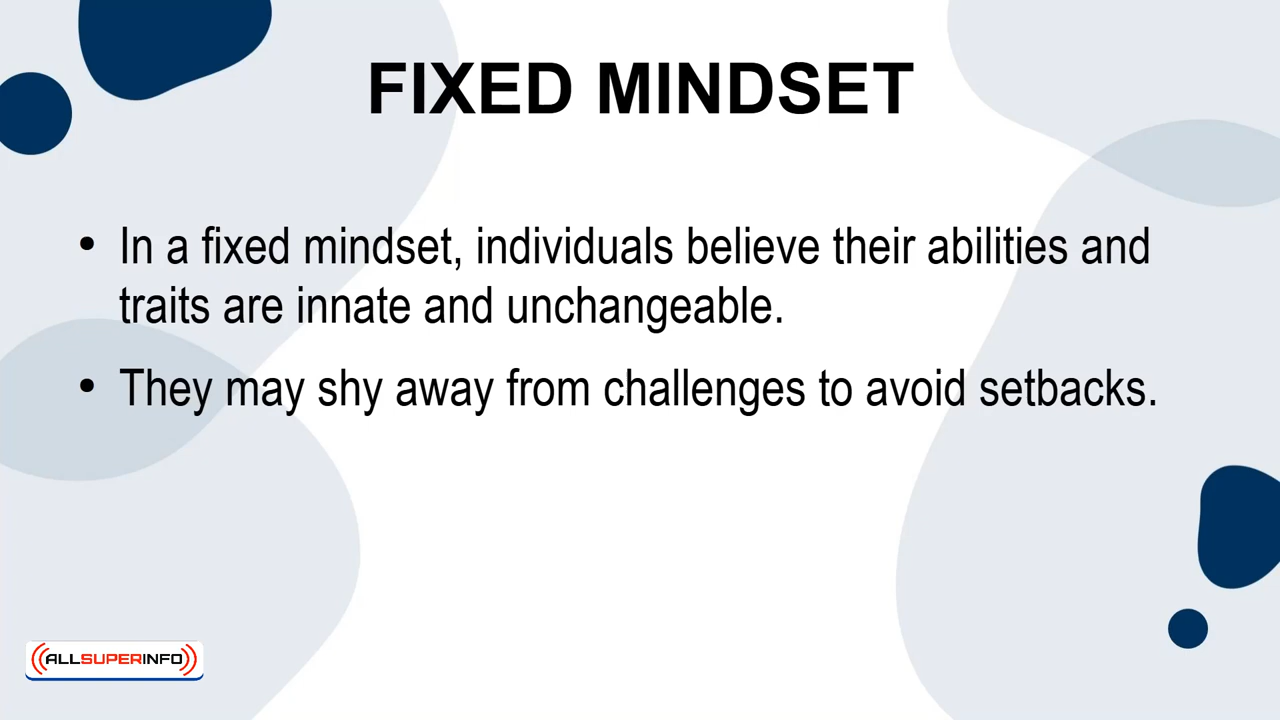 FIXED MINDSET
• In a fixed mindset, individuals believe their abilities and
traits are innate and unchangeable.
• They may shy away from challenges to avoid setbacks.
ALLSUPERINFO